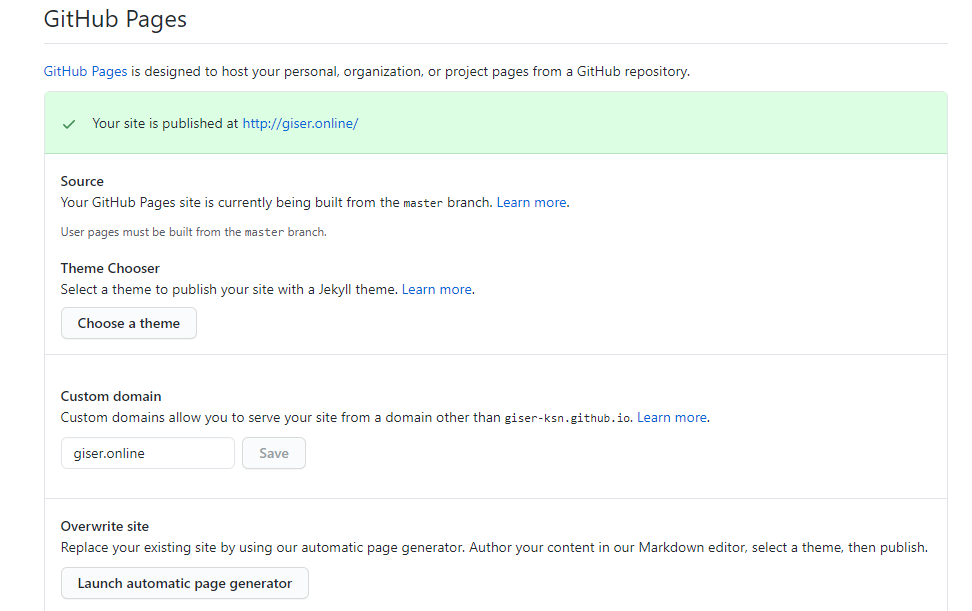 GitHub Pages
GitHub Pages is designed to host your personal, organization, or project pages from a GitHub repository.
Your site is published at http://giser.online/
Source
Your GitHub Pages site is currently being built from the master branch. Learn more.
User pages must be built from the master branch.
Theme Chooser
Select a theme to publish your site with a Jekyll theme. Learn more.
Choose a theme
Custom domain
Custom domains allow you to serve your site from a domain other than giser-ksn.github.io. Learn more.
giser.online Save
Overwrite site
Replace your existing site by using our automatic page generator. Author your content in our Markdown editor, select a theme, then publish.
Launch automatic page generator